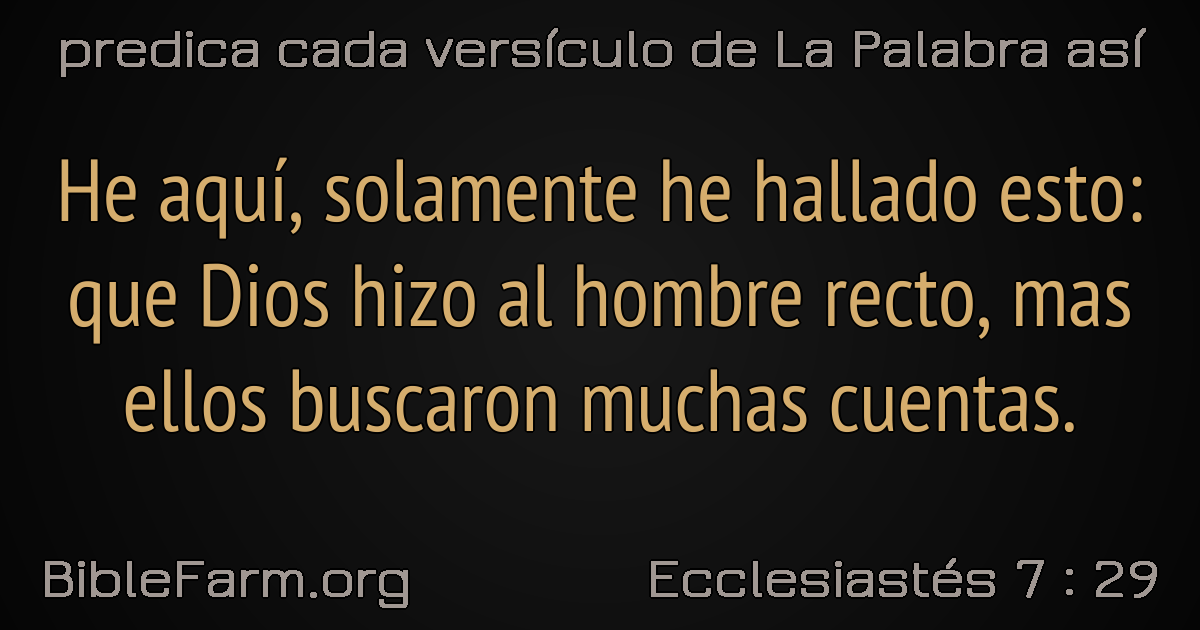 predica cada versículo de La Palabra así
He aquí, solamente he hallado esto:
que Dios hizo al hombre recto, mas
ellos buscaron muchas cuentas.
BibleFarm.org
Ecclesiastés 7 : 29